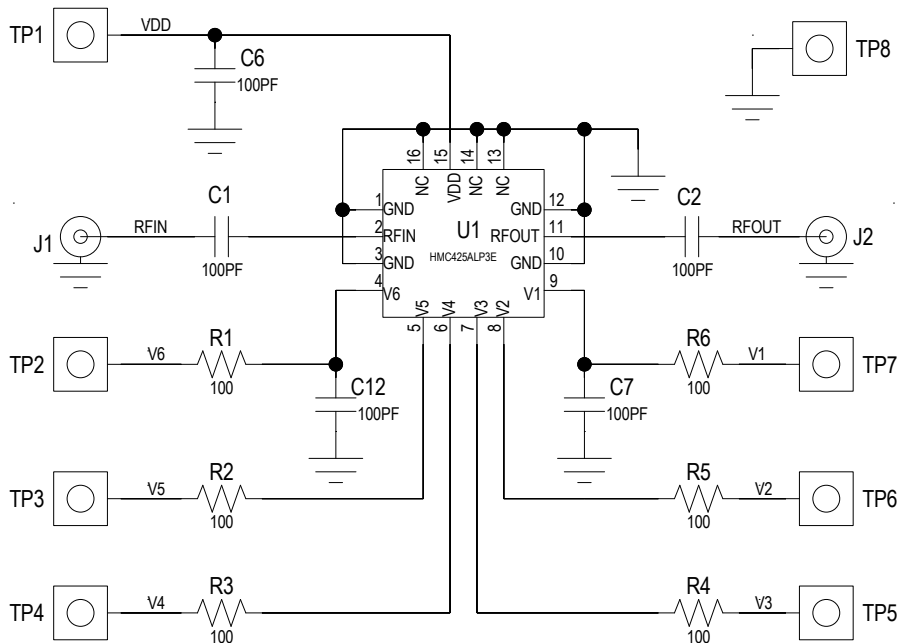 TP1
VDD
C6
100PF
TP8
16
15
14
13
NC
VDD
NC
NC
1
GND
GND
12
C1
C2
J1
RFIN
2
RFIN
U1
RFOUT
11
RFOUT
J2
100PF
HMC425ALP3E
100PF
3
GND
GND
10
4
V6
V1
9
V5
V4
V3
V2
5
6
7
8
TP2
V6
R1
100
R6
100
V1
TP7
C12
100PF
C7
100PF
TP3
V5
R2
100
R5
100
V2
TP6
TP4
V4
R3
100
R4
100
V3
TP5